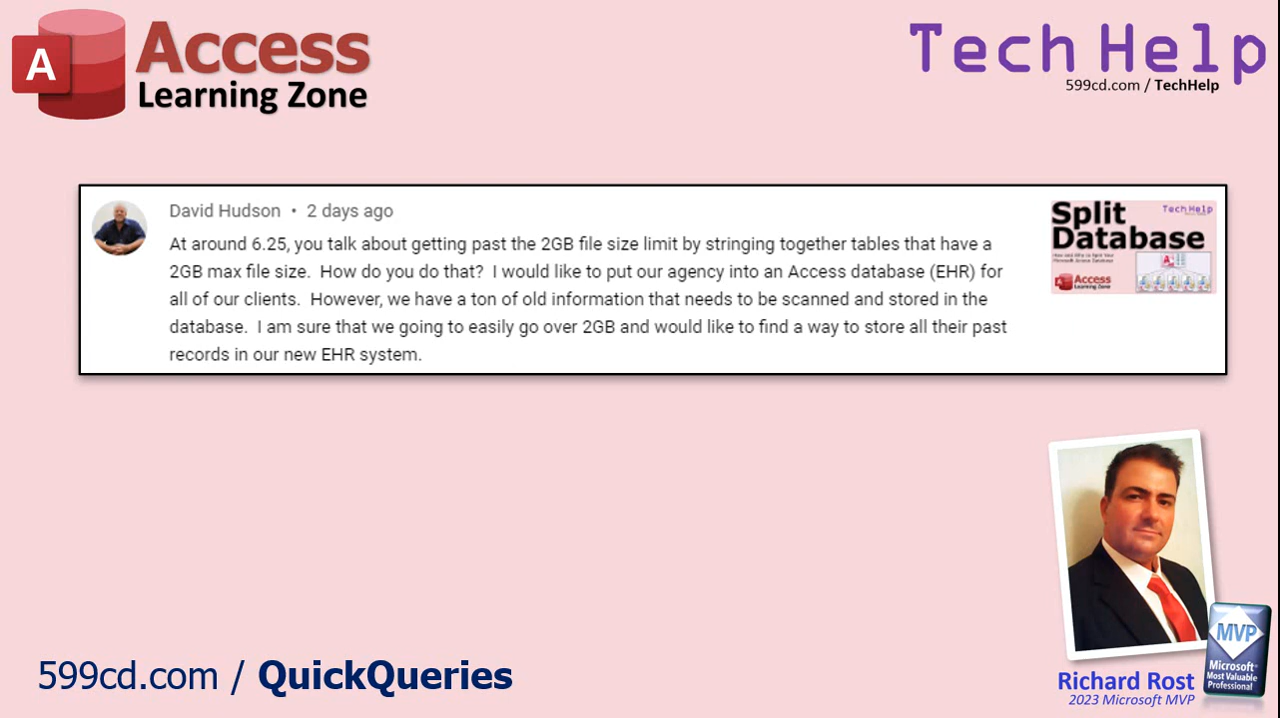 A
Access
Learning Zone
Tech Help
599cd.com / TechHelp
David Hudson • 2 days ago
At around 6.25, you talk about getting past the 2GB file size limit by stringing together tables that have a
2GB max file size. How do you do that? I would like to put our agency into an Access database (EHR) for
all of our clients. However, we have a ton of old information that needs to be scanned and stored in the
database. I am sure that we going to easily go over 2GB and would like to find a way to store all their past
records in our new EHR system.
Split
Database
Tech Help
Access
599cd.com / QuickQueries
MVP
Microsoft
Most Valuable
Professional
Richard Rost
2023 Microsoft MVP